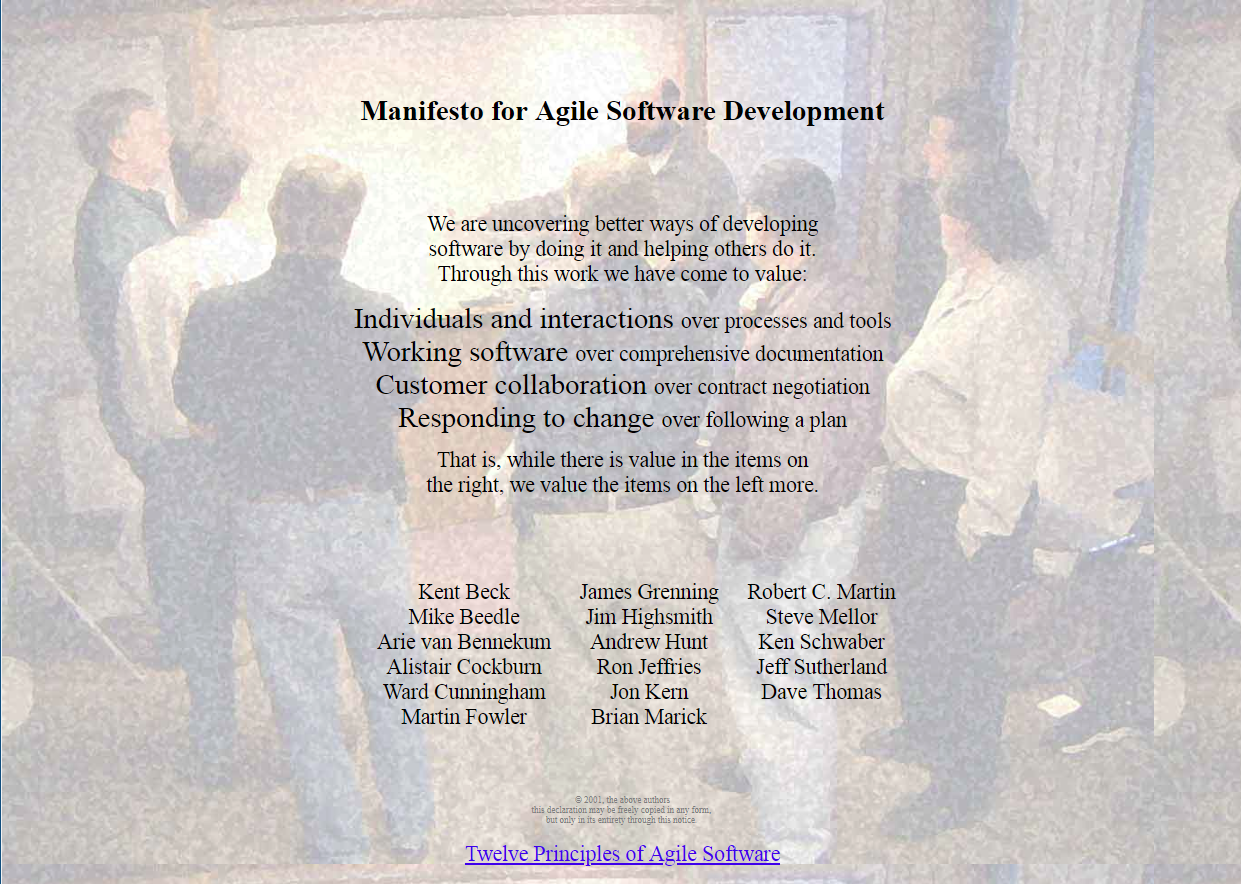 Manifesto for Agile Software Development
We are uncovering better ways of developing
software by doing it and helping others do it.
Through this work we have come to value:
Individuals and interactions over processes and tools
Working software over comprehensive documentation
Customer collaboration over contract negotiation
Responding to change over following a plan
That is, while there is value in the items on
the right, we value the items on the left more.
Kent Beck
Mike Beedle
Arie van Bennekum
Alistair Cockburn
Ward Cunningham
Martin Fowler
James Grenning
Jim Highsmith
Andrew Hunt
Ron Jeffries
Jon Kern
Brian Marick
Robert C. Martin
Steve Mellor
Ken Schwaber
Jeff Sutherland
Dave Thomas
© 2001, the above authors
this declaration may be freely copied in any form,
but only in its entirety through this notice.
Twelve Principles of Agile Software